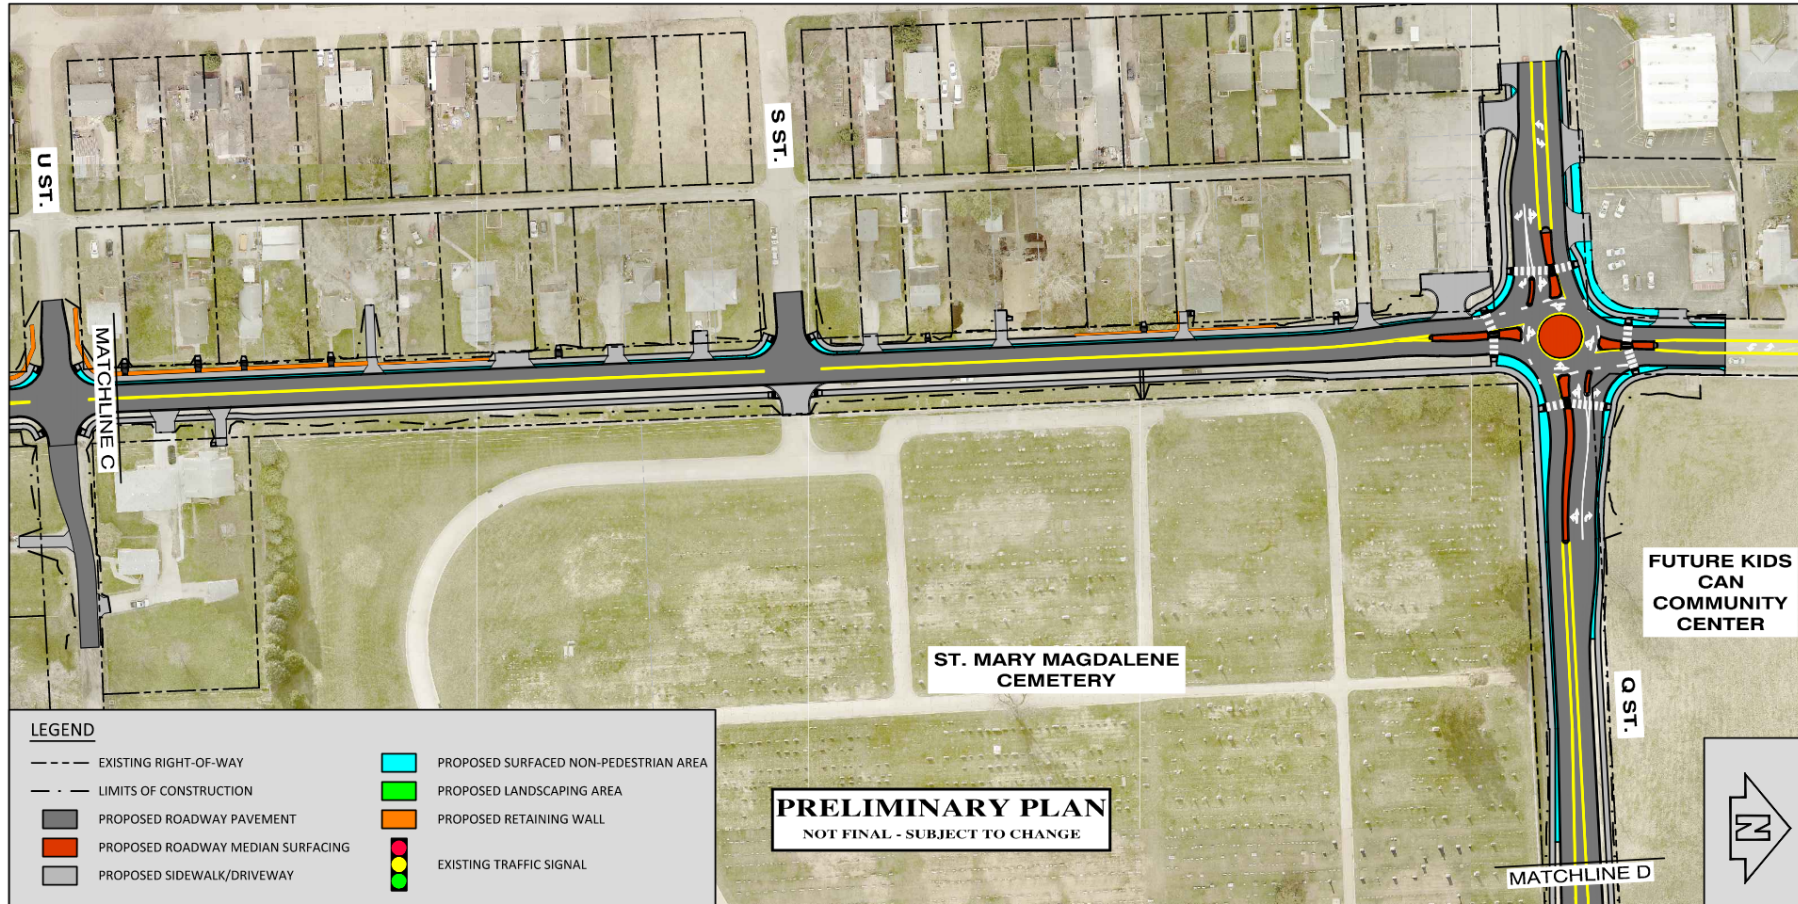 U ST.
S ST.
MATCHLINE C
FUTURE KIDS
CAN
COMMUNITY
CENTER
ST. MARY MAGDALENE
CEMETERY
Q ST.
LEGEND
EXISTING RIGHT-OF-WAY
LIMITS OF CONSTRUCTION
PROPOSED ROADWAY PAVEMENT
PROPOSED ROADWAY MEDIAN SURFACING
PROPOSED SIDEWALK/DRIVEWAY
PROPOSED SURFACED NON-PEDESTRIAN AREA
PROPOSED LANDSCAPING AREA
PROPOSED RETAINING WALL
EXISTING TRAFFIC SIGNAL
PRELIMINARY PLAN
NOT FINAL - SUBJECT TO CHANGE
MATCHLINE D
N